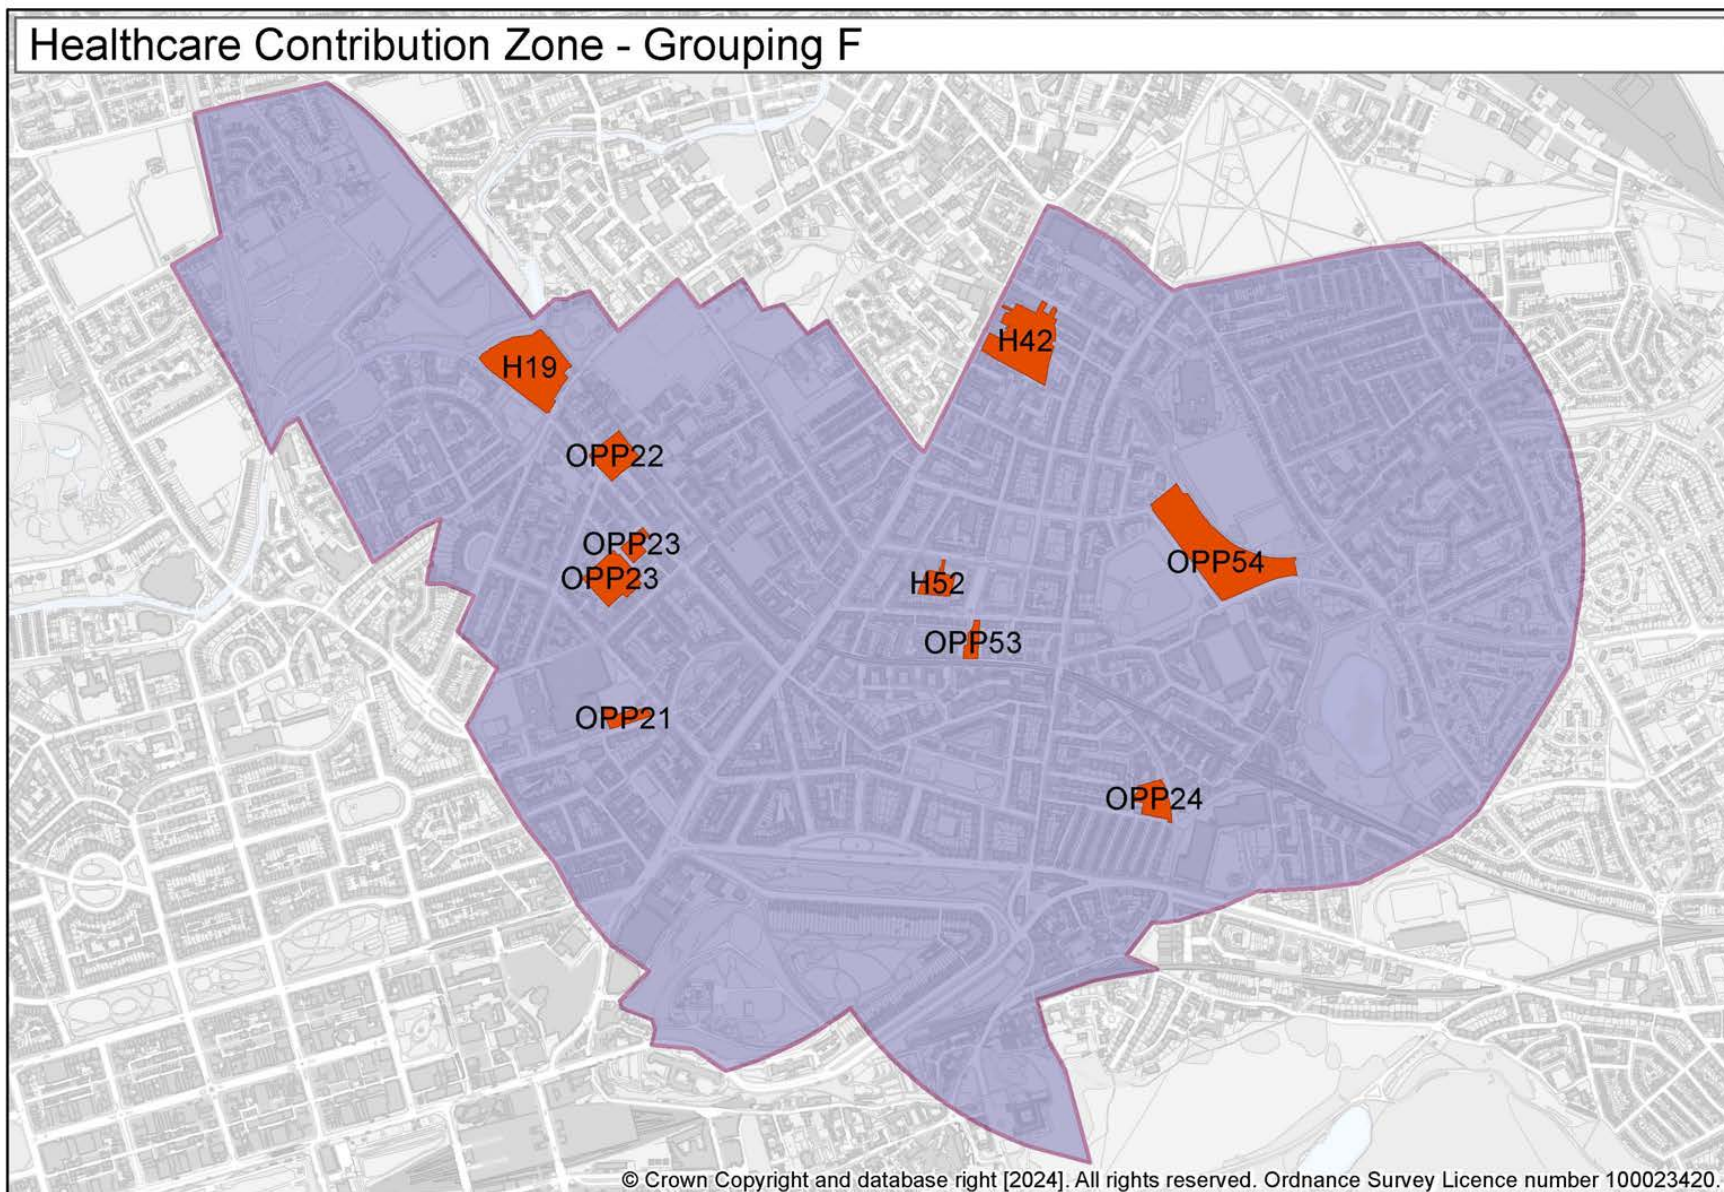 Healthcare Contribution Zone - Grouping F
H42
H19
OPP22
OPP23
OPP54
OPP23
H52
OPP53
OPP21
OPP24
© Crown Copyright and database right [2024]. All rights reserved. Ordnance Survey Licence number 100023420.